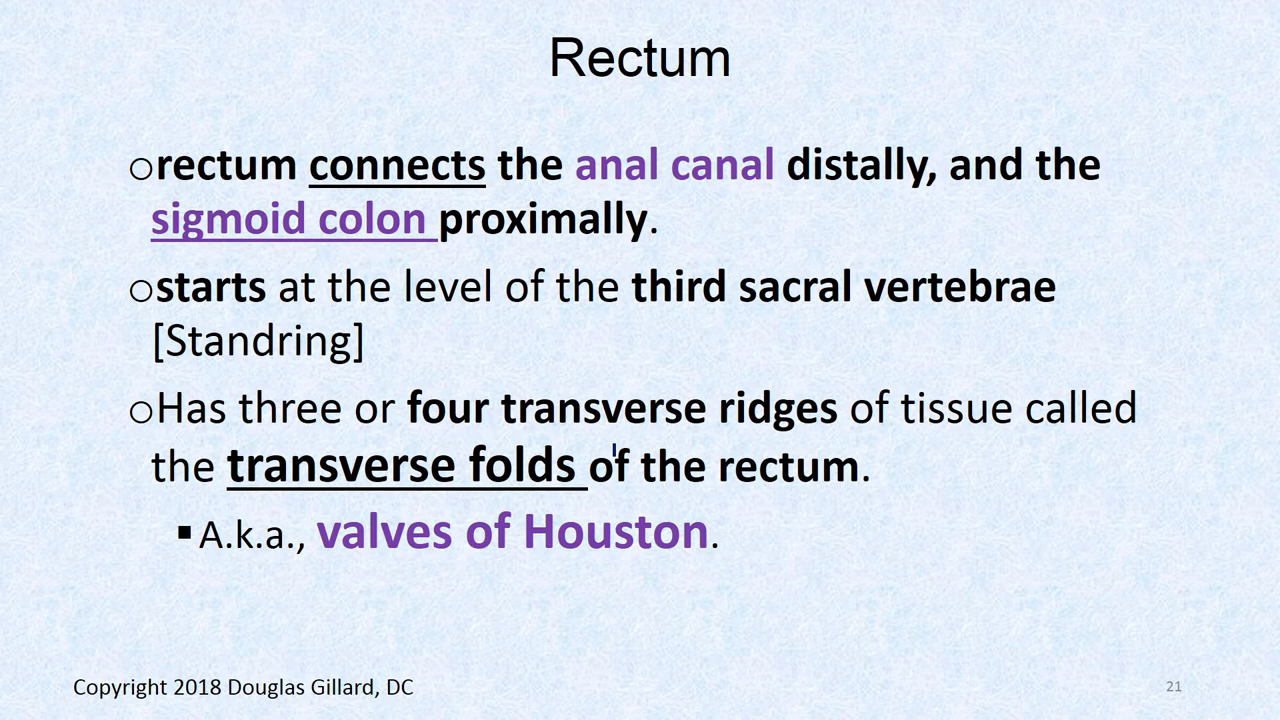 Rectum
○rectum connects the anal canal distally, and the
sigmoid colon proximally.
○starts at the level of the third sacral vertebrae
[Standring]
○Has three or four transverse ridges of tissue called
the transverse folds of the rectum.
▪A.k.a., valves of Houston.
Copyright 2018 Douglas Gillard, DC
21